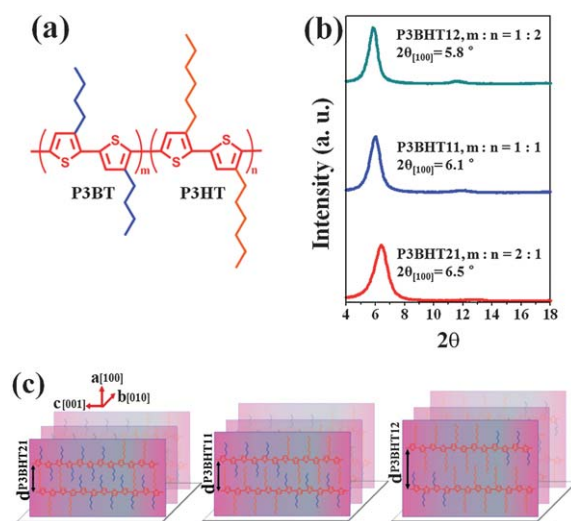 (a)
S
S
S
S
m
n
P3BT
P3HT
(b)
Intensity (a. u.)
P3BHT12, m : n = 1 : 2
2θ[100] = 5.8 °
P3BHT11, m : n = 1 : 1
2θ[100] = 6.1 °
P3BHT21, m : n = 2 : 1
2θ[100] = 6.5 °
4 6 8 10 12 14 16 18
2θ
(c)
a[100]
c[001]
b[010]
dP3BHT21
dP3BHT11
dP3BHT12